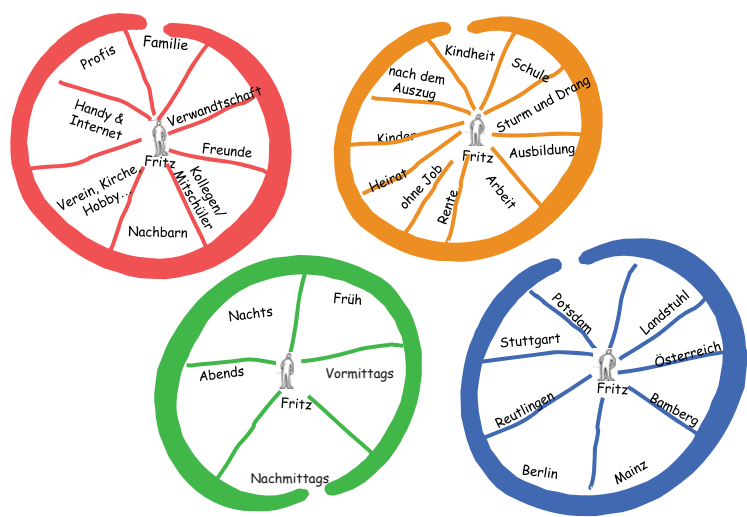 Familie
Profis
Verwandtschaft
Handy &
Internet
Fritz
Freunde
Verein, Kirche,
Hobby...
Kollegen/
Mitschüler
Nachbarn
Kindheit
Schule
nach dem
Auszug
Sturm und Drang
Kinder
Fritz
Ausbildung
Heirat
ohne Job
Arbeit
Rente
Nachts
Früh
Abends
Vormittags
Fritz
Nachmittags
Potsdam
Landstuhl
Stuttgart
Österreich
Fritz
Reutlingen
Bamberg
Berlin
Mainz